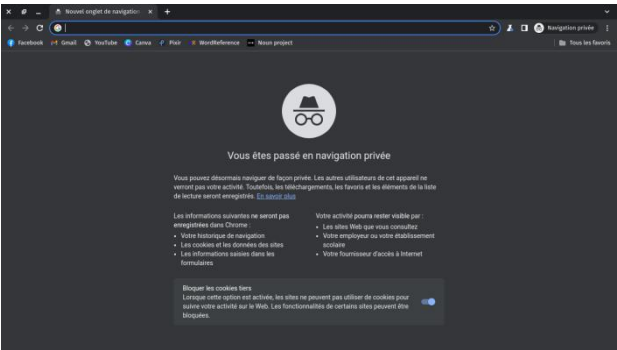 Nouvel onglet de navigation
Navigation privée
Facebook Gmail YouTube Canva Pixlr WordReference Noun project Tous les favoris
Vous êtes passé en navigation privée
Vous pouvez désormais naviguer de façon privée. Les autres utilisateurs de cet appareil ne
verront pas votre activité. Toutefois, les téléchargements, les favoris et les éléments de la liste
de lecture seront enregistrés. En savoir plus
Les informations suivantes ne seront pas
enregistrées dans Chrome :
• Votre historique de navigation
• Les cookies et les données des sites
• Les informations saisies dans les
formulaires
Votre activité pourra rester visible par :
• Les sites Web que vous consultez
• Votre employeur ou votre établissement
scolaire
• Votre fournisseur d'accès à Internet
Bloquer les cookies tiers
Lorsque cette option est activée, les sites ne peuvent pas utiliser de cookies pour
suivre votre activité sur le Web. Les fonctionnalités de certains sites peuvent être
bloquées.